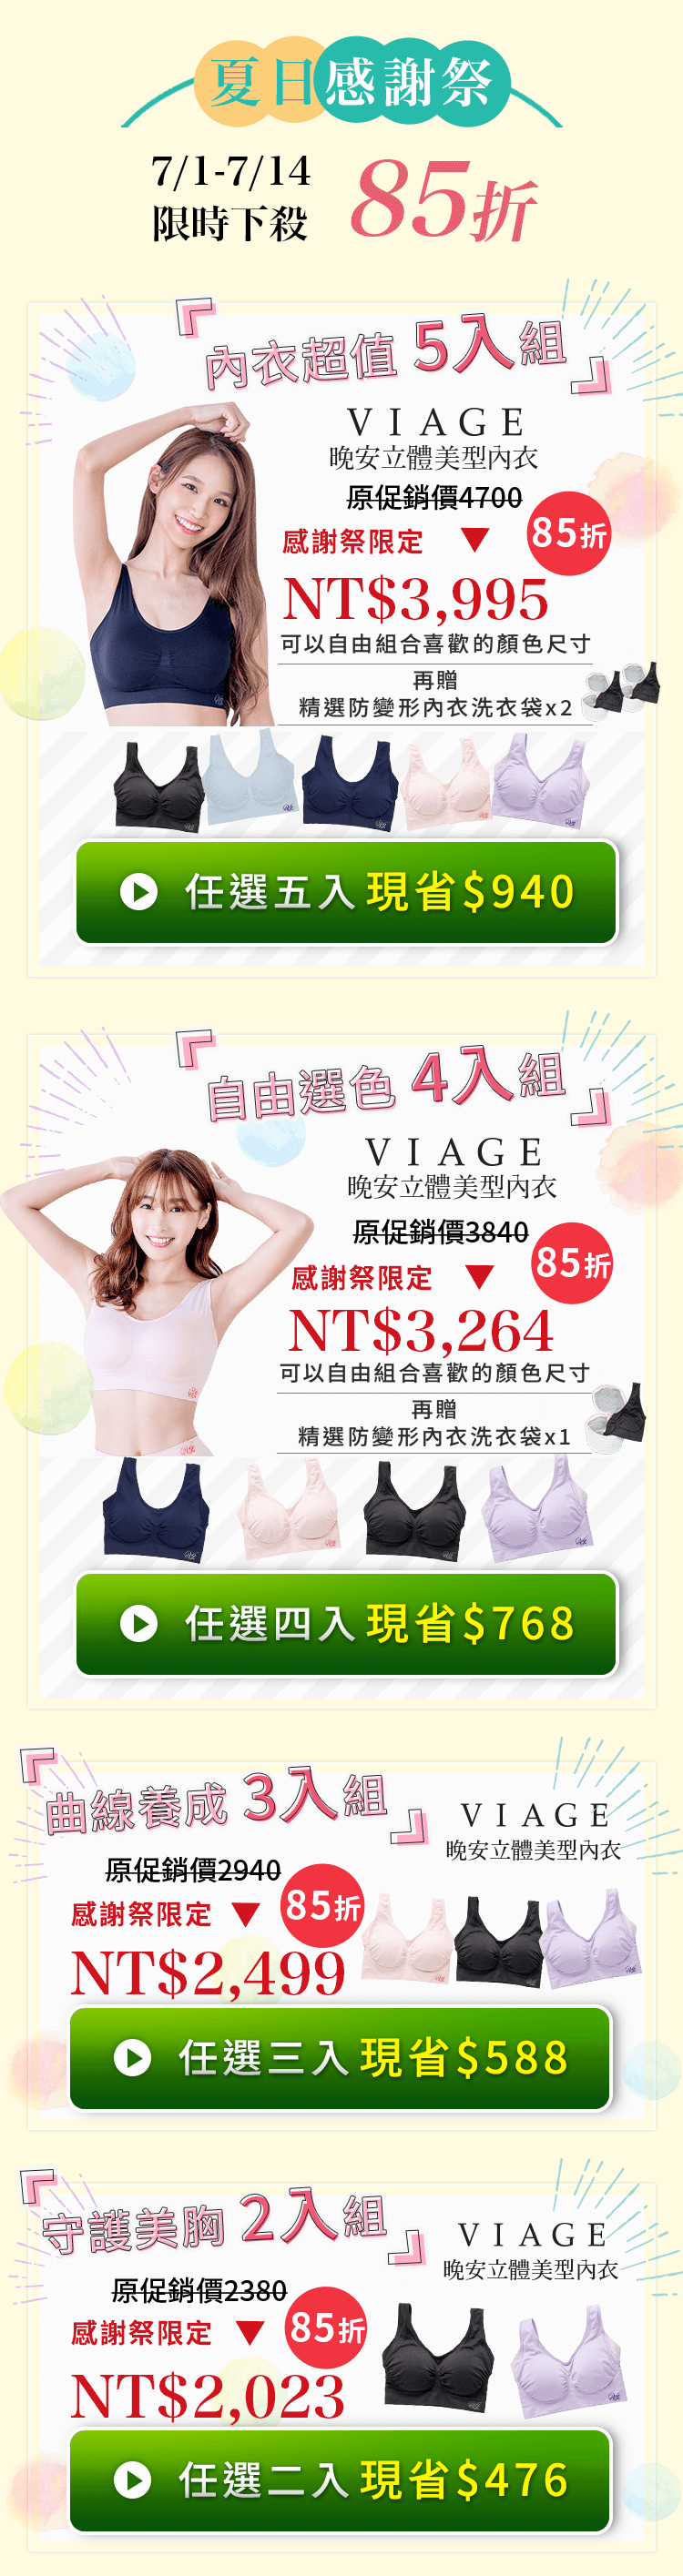 夏日感謝祭
7/1-7/14
限時下殺
85折
『內衣超值5入組』
VIAGE
晚安立體美型內衣
原促銷價4700
感謝祭限定
85折
NT$3,995
可以自由組合喜歡的顏色尺寸
再贈
精選防變形內衣洗衣袋x2
任選五入現省$940
『自由選色4入組』
VIAGE
晚安立體美型內衣
原促銷價3840
感謝祭限定
85折
NT$3,264
可以自由組合喜歡的顏色尺寸
再贈
精選防變形內衣洗衣袋x1
任選四入現省$768
『曲線養成3入組』
VIAGE
晚安立體美型內衣
原促銷價2940
感謝祭限定
85折
NT$2,499
任選三入現省$588
『守護美胸2入組』
VIAGE
晚安立體美型內衣
原促銷價2380
感謝祭限定
85折
NT$2,023
任選二入現省$476